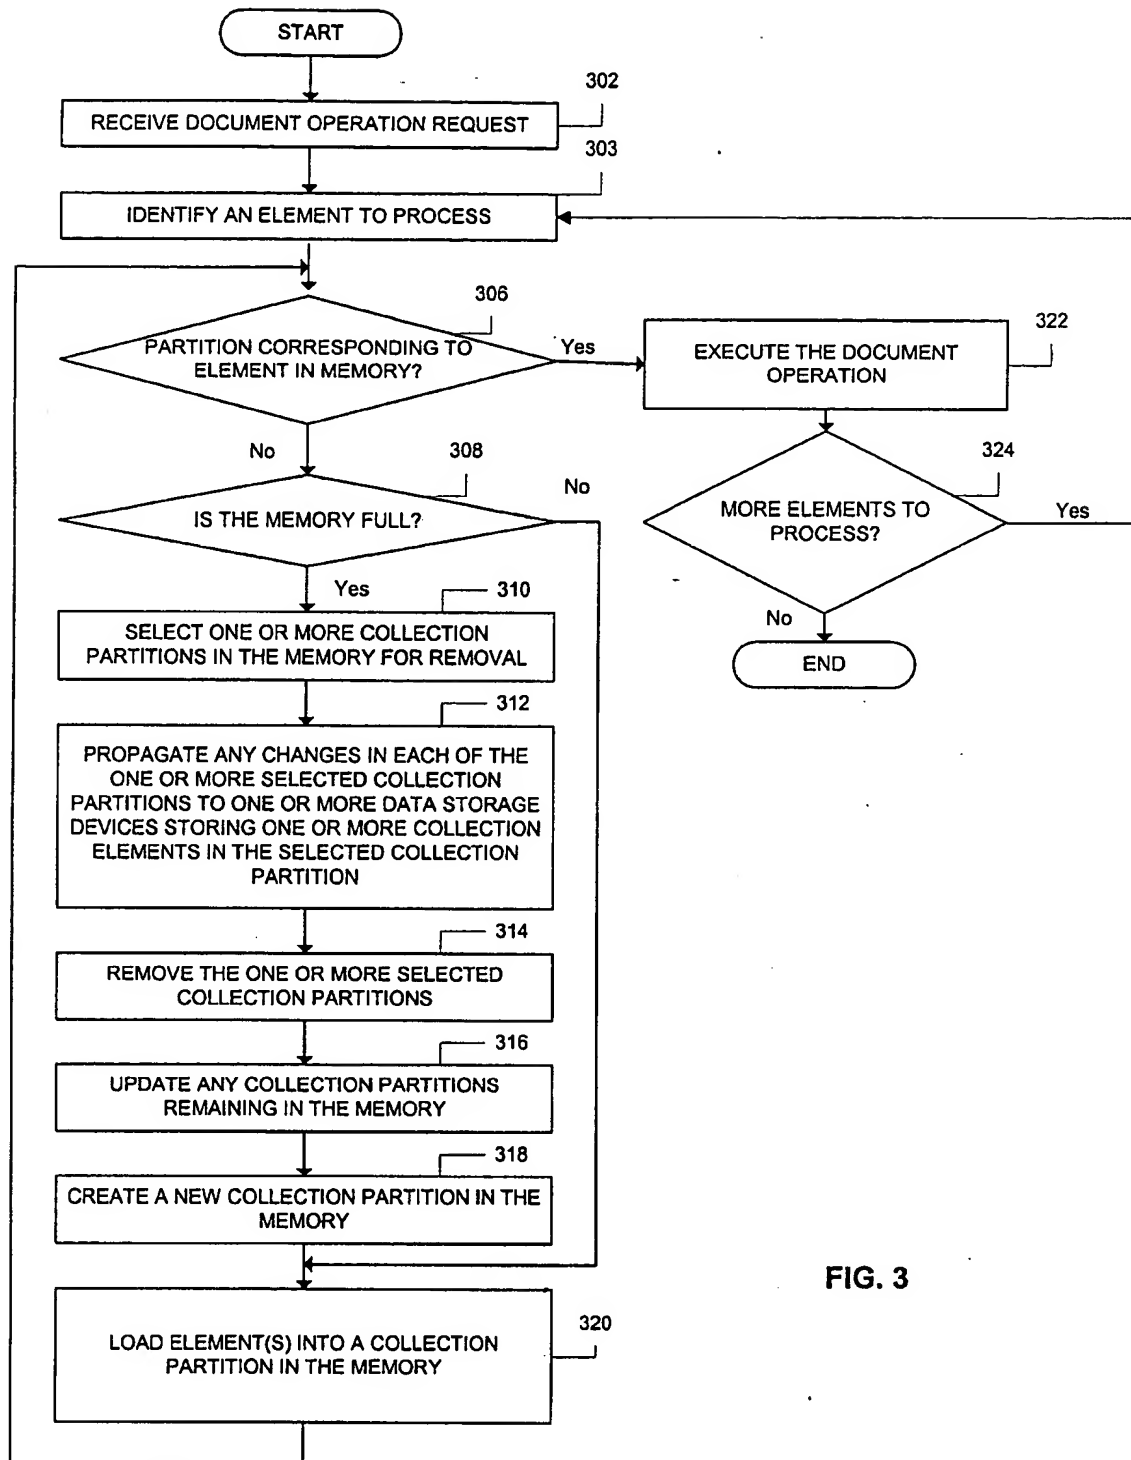 START
302
RECEIVE DOCUMENT OPERATION REQUEST
303
IDENTIFY AN ELEMENT TO PROCESS
306
PARTITION CORRESPONDING TO
ELEMENT IN MEMORY?
Yes
322
EXECUTE THE DOCUMENT
OPERATION
No
308
IS THE MEMORY FULL?
No
324
MORE ELEMENTS TO
PROCESS?
Yes
Yes
310
SELECT ONE OR MORE COLLECTION
PARTITIONS IN THE MEMORY FOR REMOVAL
No
END
312
PROPAGATE ANY CHANGES IN EACH OF THE
ONE OR MORE SELECTED COLLECTION
PARTITIONS TO ONE OR MORE DATA STORAGE
DEVICES STORING ONE OR MORE COLLECTION
ELEMENTS IN THE SELECTED COLLECTION
PARTITION
314
REMOVE THE ONE OR MORE SELECTED
COLLECTION PARTITIONS
316
UPDATE ANY COLLECTION PARTITIONS
REMAINING IN THE MEMORY
318
CREATE A NEW COLLECTION PARTITION IN THE
MEMORY
FIG. 3
320
LOAD ELEMENT(S) INTO A COLLECTION
PARTITION IN THE MEMORY